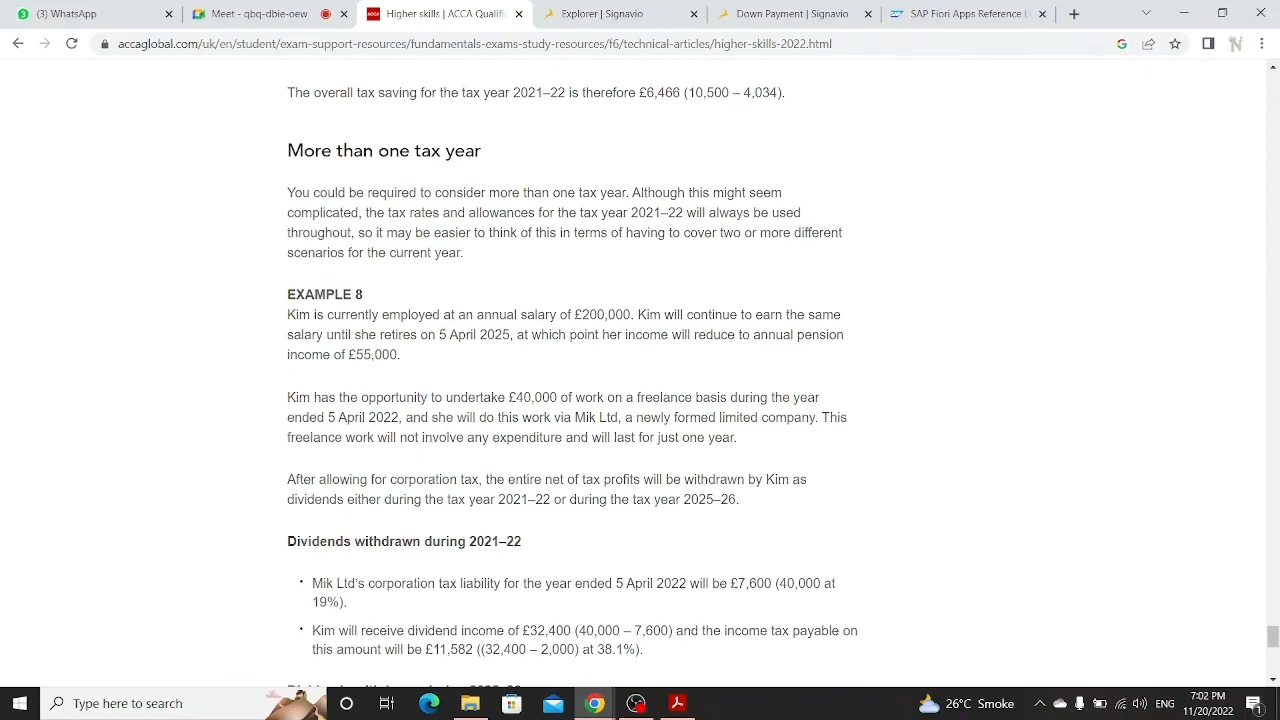 (3) WhatsApp
Meet - qbq-dbie-oew
Higher skills | ACCA Qualific
Explorer | Signavio
Down Payment | Signavio
SAP Fiori Apps Reference Li
accaglobal.com/uk/en/student/exam-support-resources/fundamentals-exams-study-resources/f6/technical-articles/higher-skills-2022.html
The overall tax saving for the tax year 2021–22 is therefore £6,466 (10,500 – 4,034).
More than one tax year
You could be required to consider more than one tax year. Although this might seem
complicated, the tax rates and allowances for the tax year 2021–22 will always be used
throughout, so it may be easier to think of this in terms of having to cover two or more different
scenarios for the current year.
EXAMPLE 8
Kim is currently employed at an annual salary of £200,000. Kim will continue to earn the same
salary until she retires on 5 April 2025, at which point her income will reduce to annual pension
income of £55,000.
Kim has the opportunity to undertake £40,000 of work on a freelance basis during the year
ended 5 April 2022, and she will do this work via Mik Ltd, a newly formed limited company. This
freelance work will not involve any expenditure and will last for just one year.
After allowing for corporation tax, the entire net of tax profits will be withdrawn by Kim as
dividends either during the tax year 2021–22 or during the tax year 2025–26.
Dividends withdrawn during 2021–22
• Mik Ltd's corporation tax liability for the year ended 5 April 2022 will be £7,600 (40,000 at
19%).
• Kim will receive dividend income of £32,400 (40,000 – 7,600) and the income tax payable on
this amount will be £11,582 ((32,400 – 2,000) at 38.1%).
Type here to search
26°C Smoke
ENG
7:02 PM
11/20/2022